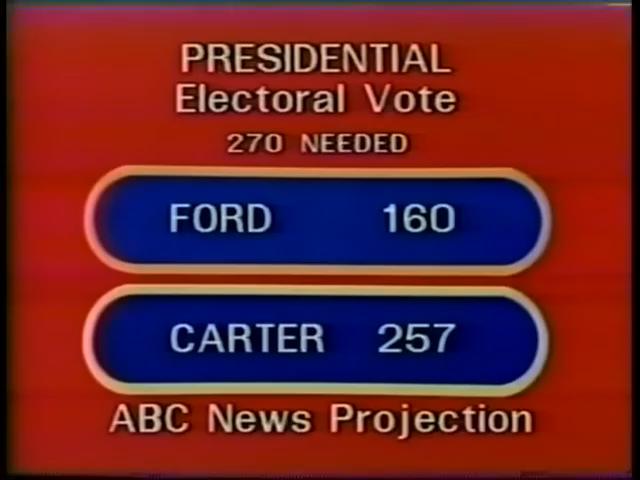 PRESIDENTIAL
Electoral Vote
270 NEEDED
FORD 160
CARTER 257
ABC News Projection